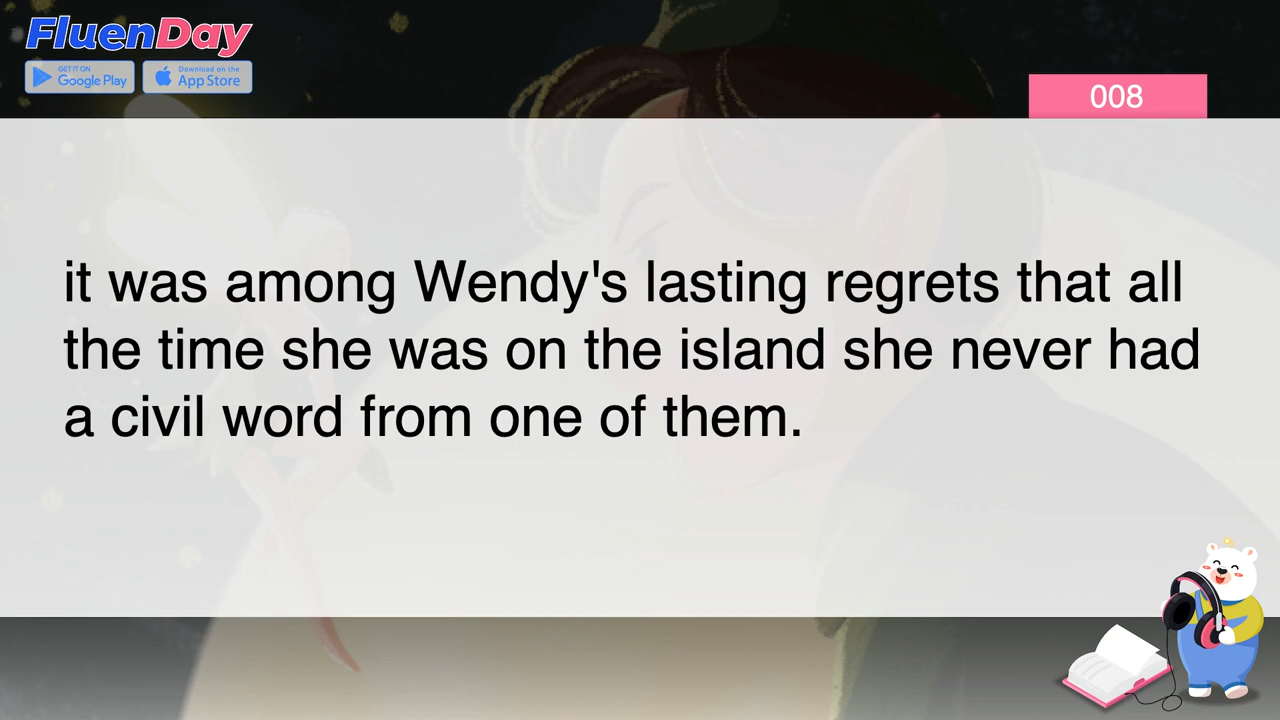 FluenDay
GET IT ON
Google Play
Download on the
App Store
008
it was among Wendy's lasting regrets that all
the time she was on the island she never had
a civil word from one of them.